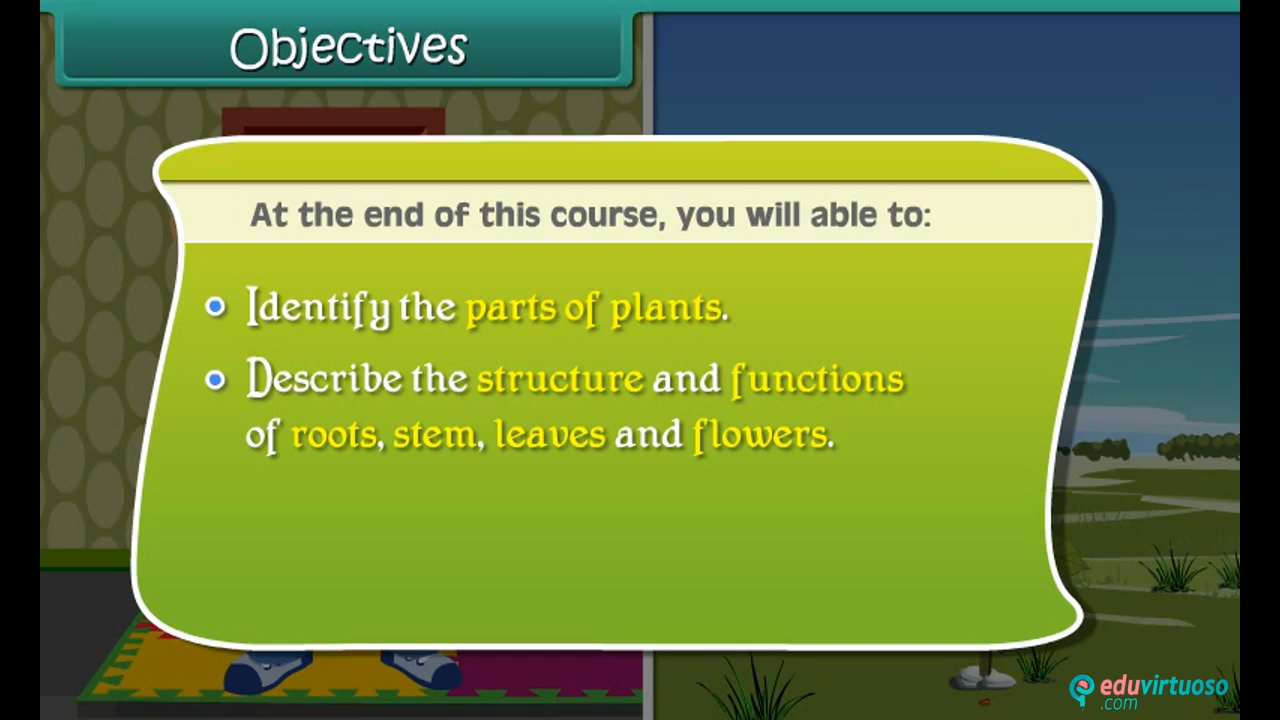 Objectives
At the end of this course, you will able to:
Identify the parts of plants.
Describe the structure and functions
of roots, stem, leaves and flowers.
eduvirtuoso
.com